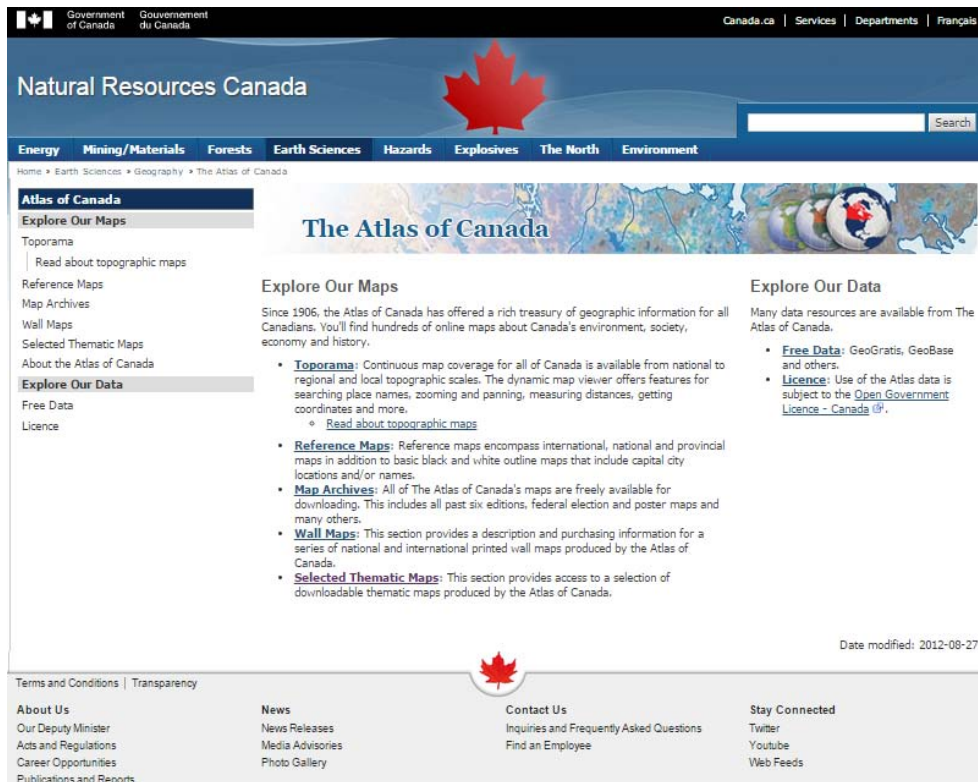 Government of Canada
Gouvernement du Canada
Canada.ca | Services | Departments | Français
Natural Resources Canada
Search
Energy Mining/Materials Forests Earth Sciences Hazards Explosives The North Environment
Home > Earth Sciences > Geography > The Atlas of Canada
Atlas of Canada
Explore Our Maps
Toporama
Read about topographic maps
Reference Maps
Map Archives
Wall Maps
Selected Thematic Maps
About the Atlas of Canada
Explore Our Data
Free Data
Licence
The Atlas of Canada
Explore Our Maps
Since 1906, the Atlas of Canada has offered a rich treasury of geographic information for all
Canadians. You'll find hundreds of online maps about Canada's environment, society,
economy and history.
• Toporama: Continuous map coverage for all of Canada is available from national to
regional and local topographic scales. The dynamic map viewer offers features for
searching place names, zooming and panning, measuring distances, getting
coordinates and more.
◦ Read about topographic maps
• Reference Maps: Reference maps encompass international, national and provincial
maps in addition to basic black and white outline maps that include capital city
locations and/or names.
• Map Archives: All of The Atlas of Canada's maps are freely available for
downloading. This includes all past six editions, federal election and poster maps and
many others.
• Wall Maps: This section provides a description and purchasing information for a
series of national and international printed wall maps produced by the Atlas of
Canada.
• Selected Thematic Maps: This section provides access to a selection of
downloadable thematic maps produced by the Atlas of Canada.
Explore Our Data
Many data resources are available from The
Atlas of Canada.
• Free Data: GeoGratis, GeoBase
and others.
• Licence: Use of the Atlas data is
subject to the Open Government
Licence - Canada.
Date modified: 2012-08-27
Terms and Conditions | Transparency
About Us
Our Deputy Minister
Acts and Regulations
Career Opportunities
Publications and Reports
News
News Releases
Media Advisories
Photo Gallery
Contact Us
Inquiries and Frequently Asked Questions
Find an Employee
Stay Connected
Twitter
Youtube
Web Feeds